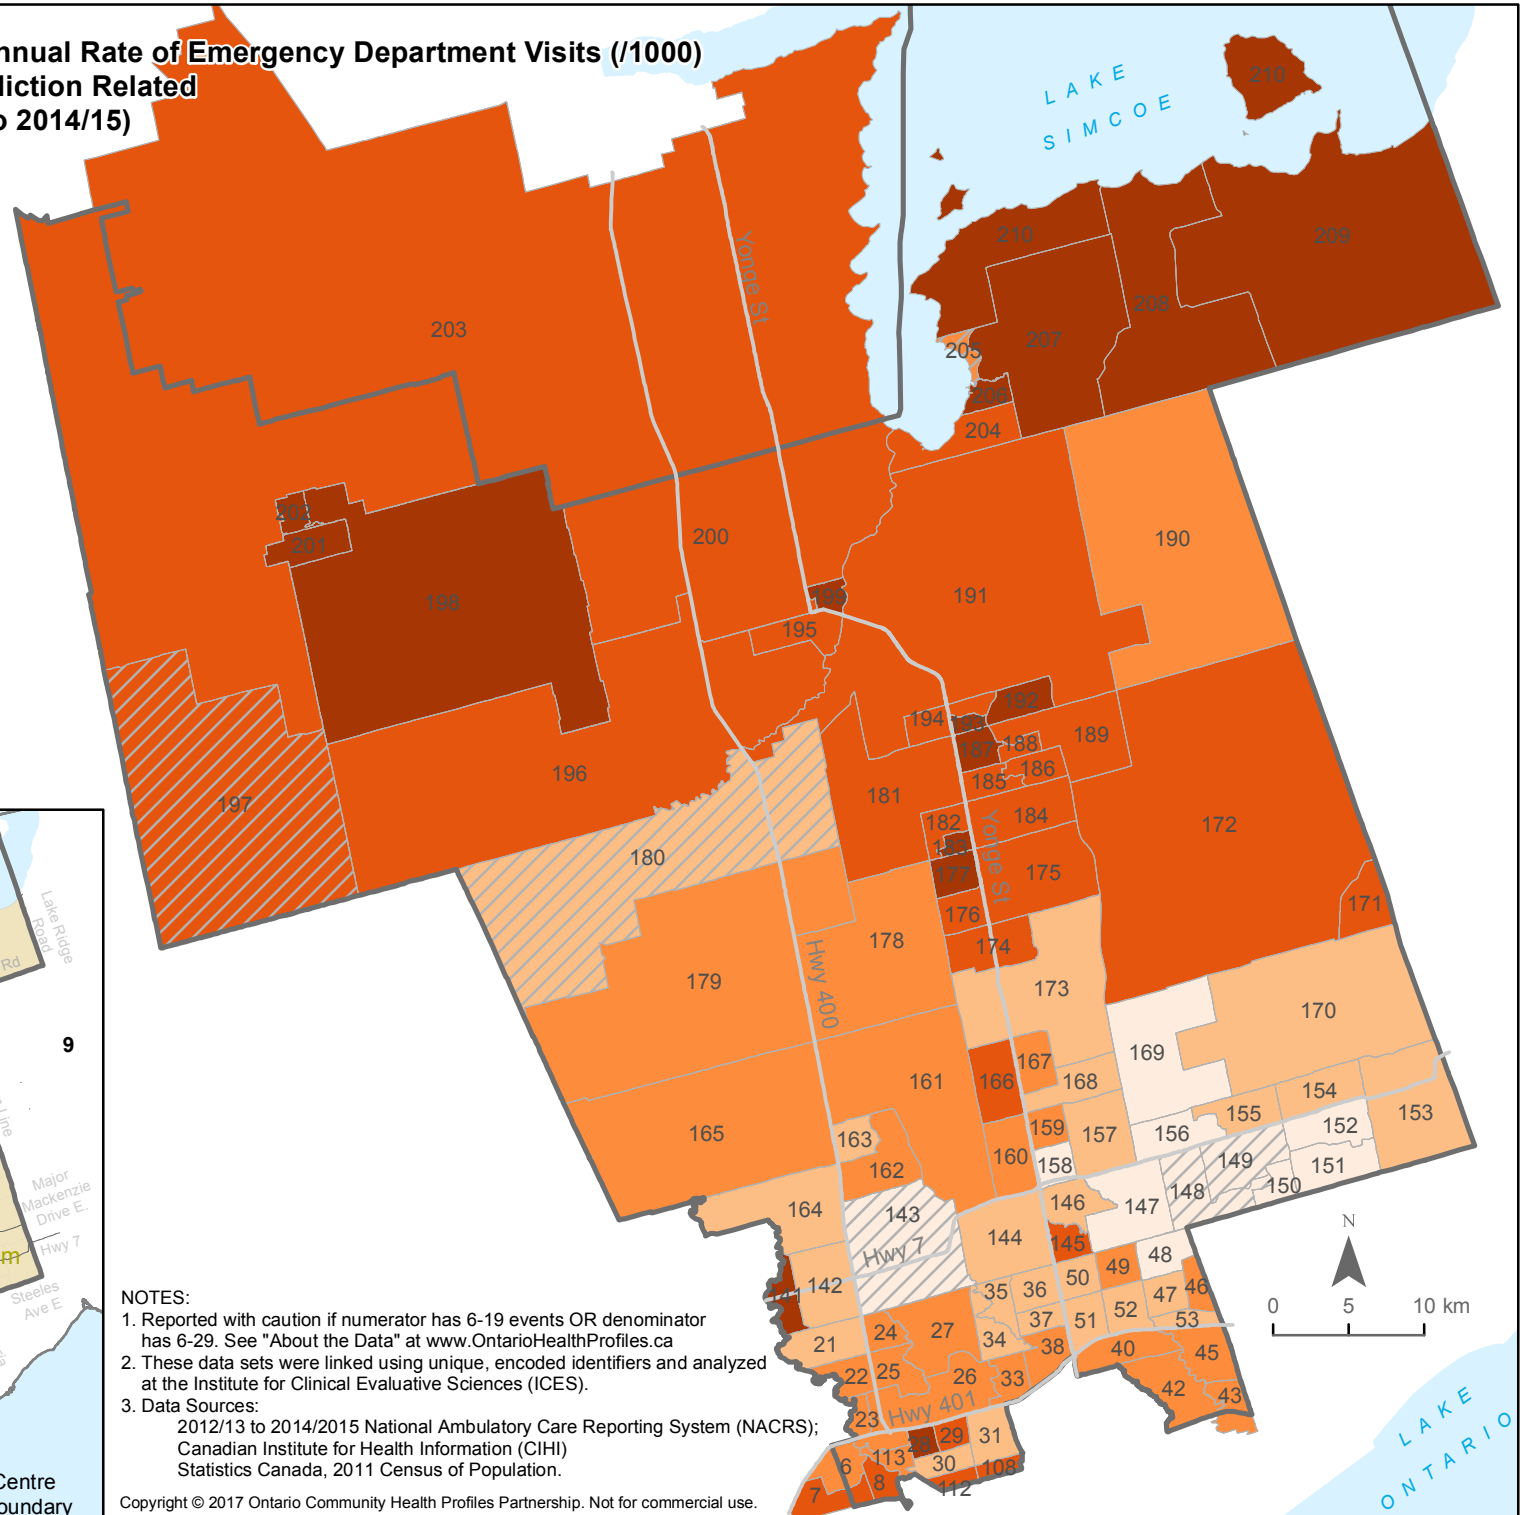 nnual Rate of Emergency Department Visits (/1000)
diction Related
o 2014/15)
LAKE
SIMCOE
210
210
209
208
207
205
206
204
203
Yonge St
202
201
198
200
199
195
191
190
192
194
193
187
188
189
186
185
196
197
181
184
182
183
177
175
Yonge St
172
180
176
171
174
178
179
173
170
Hwy 400
169
167
166
168
161
154
155
153
165
163
159
157
156
152
162
160
158
149
151
148
150
164
143
146
147
144
145
Hwy 7
48
49
142
141
35
36
50
47
46
37
51
52
53
21
24
27
34
38
40
45
22
25
26
33
42
43
23
Hwy 401
28
29
31
113
30
6
8
108
112
7
N
0 5 10 km
LAKE
ONTARIO
Lake Ridge
Road
Rd
9
Line
Major
Mackenzie
Drive E.
Hwy 7
m
Steeles
Ave E
Centre
oundary
NOTES:
1. Reported with caution if numerator has 6-19 events OR denominator
has 6-29. See "About the Data" at www.OntarioHealthProfiles.ca
2. These data sets were linked using unique, encoded identifiers and analyzed
at the Institute for Clinical Evaluative Sciences (ICES).
3. Data Sources:
2012/13 to 2014/2015 National Ambulatory Care Reporting System (NACRS);
Canadian Institute for Health Information (CIHI)
Statistics Canada, 2011 Census of Population.
Copyright © 2017 Ontario Community Health Profiles Partnership. Not for commercial use.